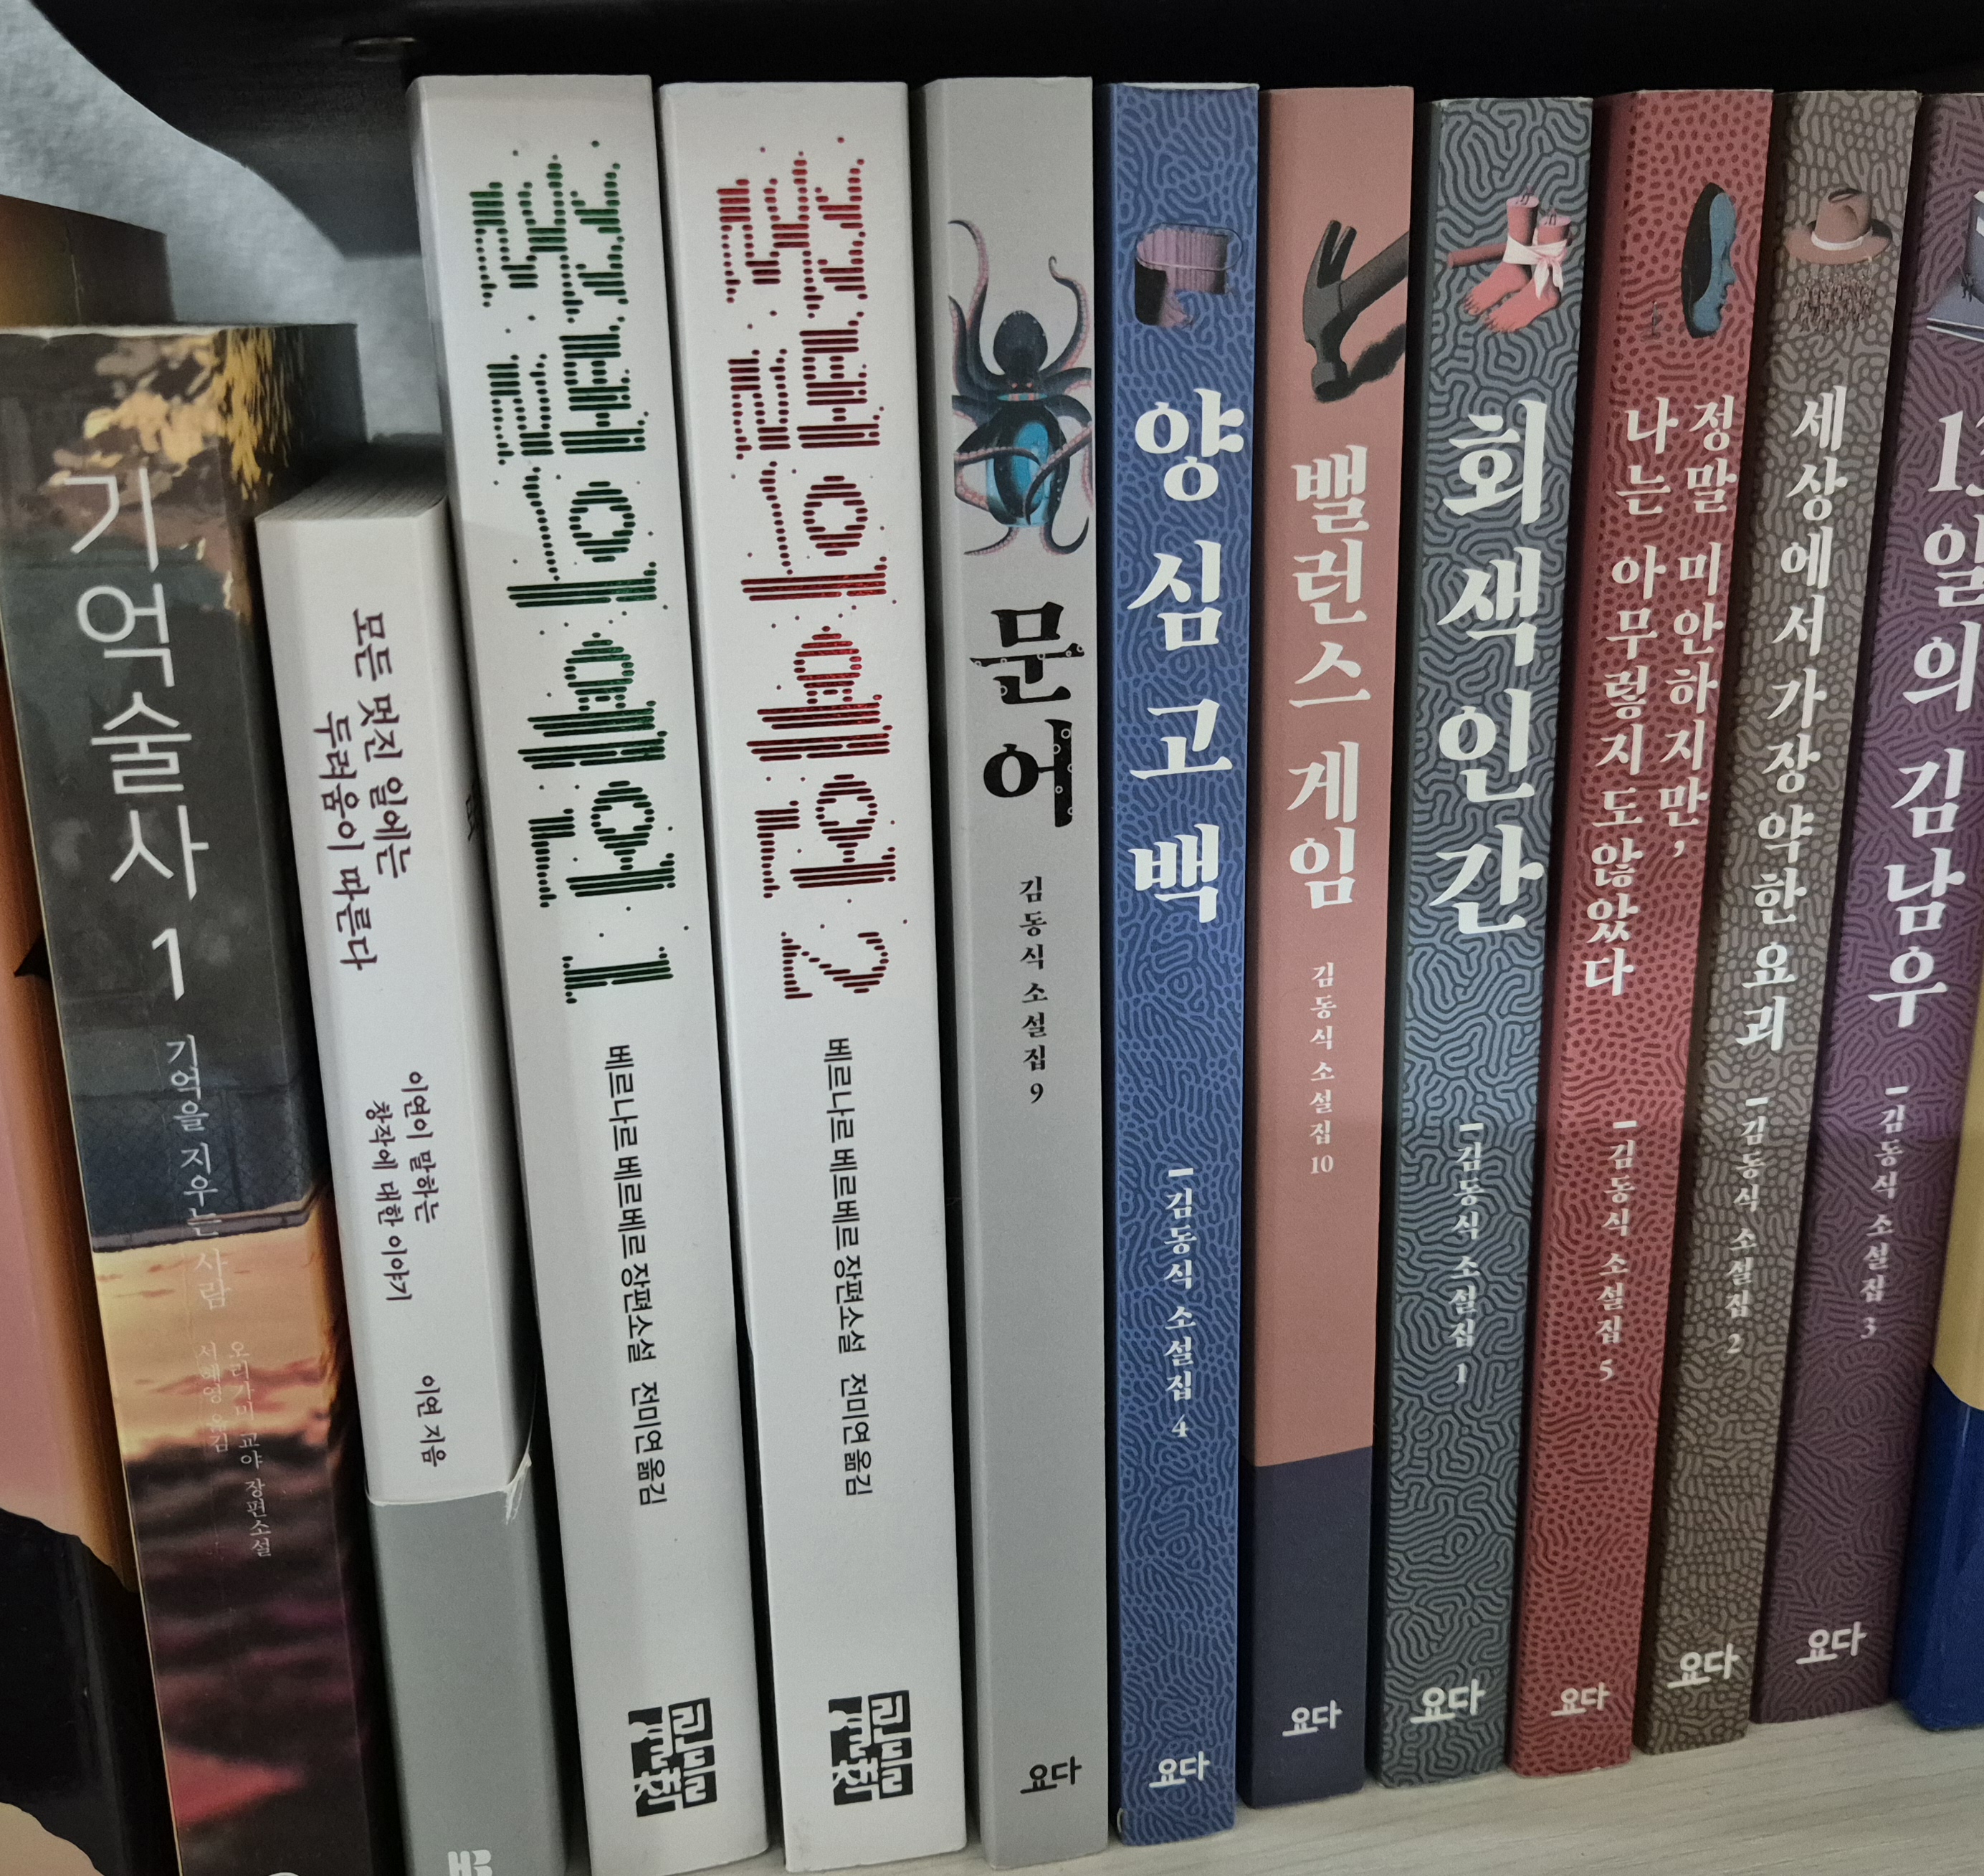 기억술사 1
기억을 지우는 사람
오리가미 교야 장편소설
서혜영 옮김
모든 멋진 일에는
두려움이 따른다
이연이 말하는
창작에 대한 이야기
이연 지음
꿀벌의 예언 1
베르나르 베르베르 장편소설 전미연 옮김
열린책들
꿀벌의 예언 2
베르나르 베르베르 장편소설 전미연 옮김
열린책들
문어
김동식 소설집 9
요다
양심고백
김동식 소설집 4
요다
밸런스 게임
김동식 소설집 10
요다
회색인간
김동식 소설집 1
요다
정말 미안하지만,
나는 아무렇지도 않았다
김동식 소설집 5
요다
세상에서 가장 약한 요괴
김동식 소설집 2
요다
13일의 김남우
김동식 소설집 3
요다